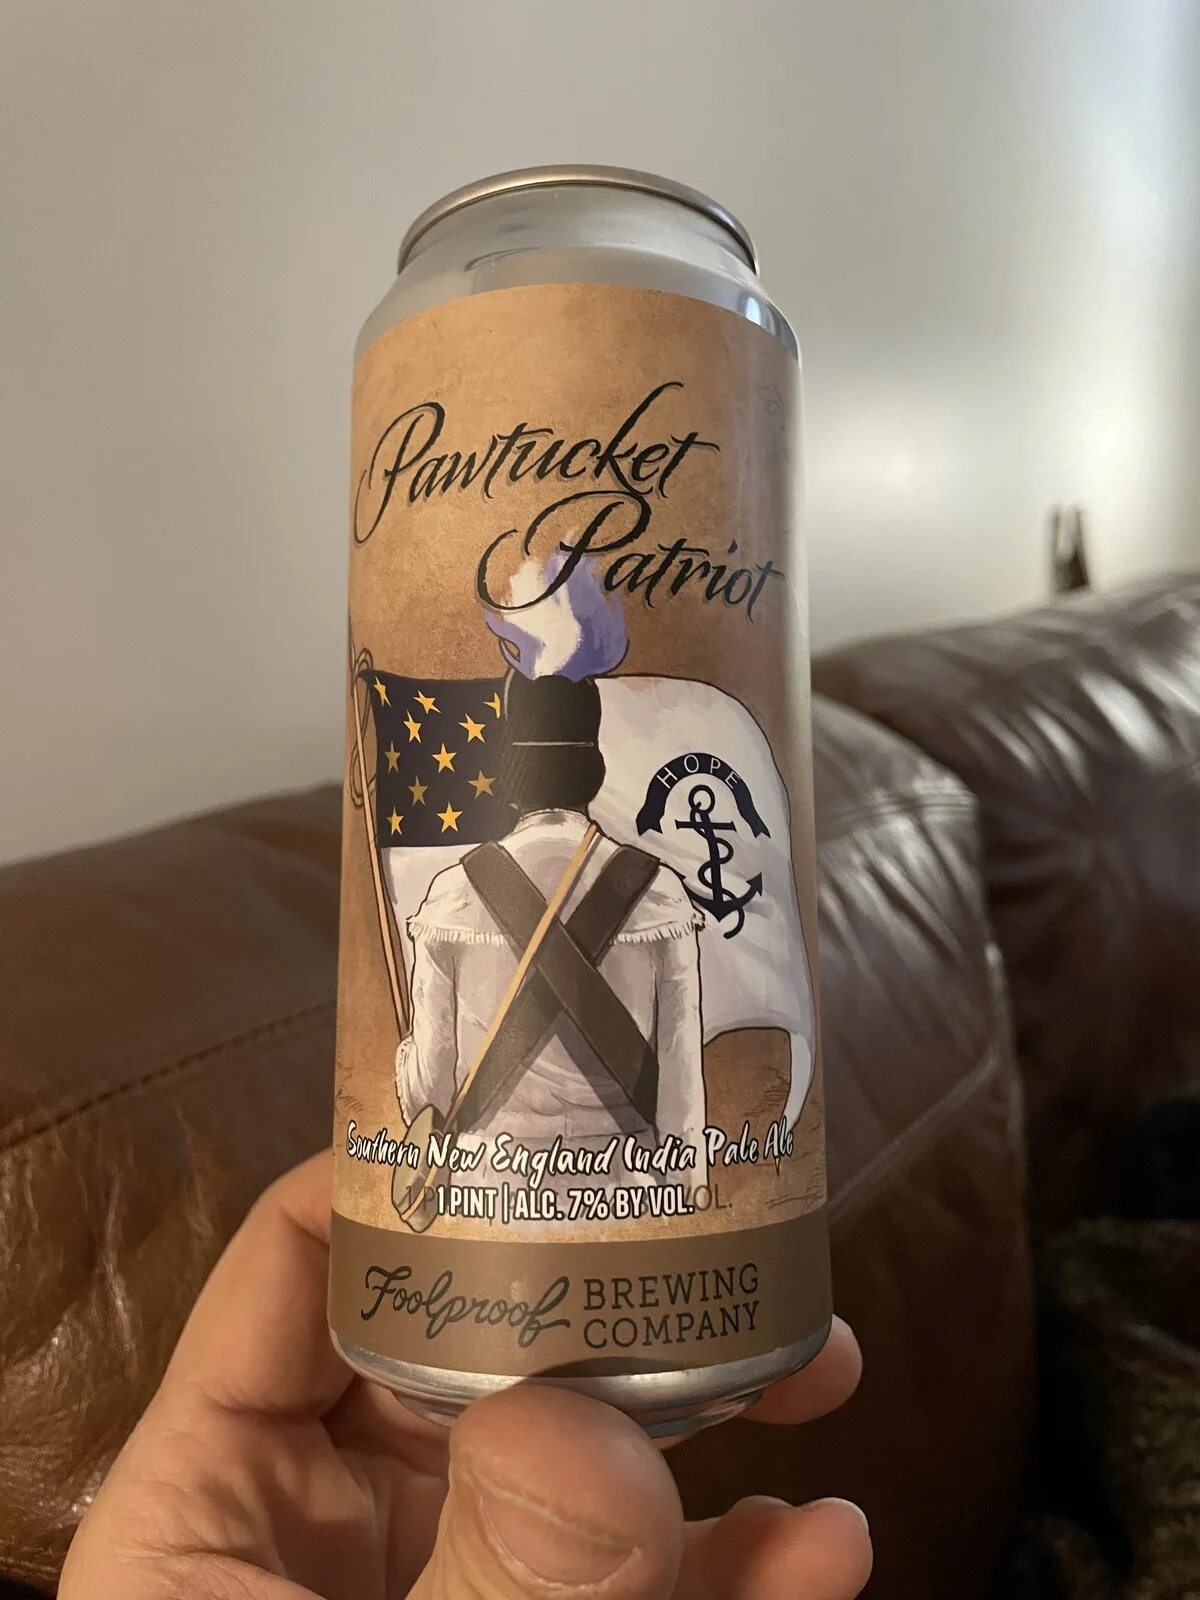 Pawtucket
Patriot
HOPE
Southern New England India Pale Ale
1 PINT | ALC. 7% BY VOL.
Foolproof BREWING
COMPANY